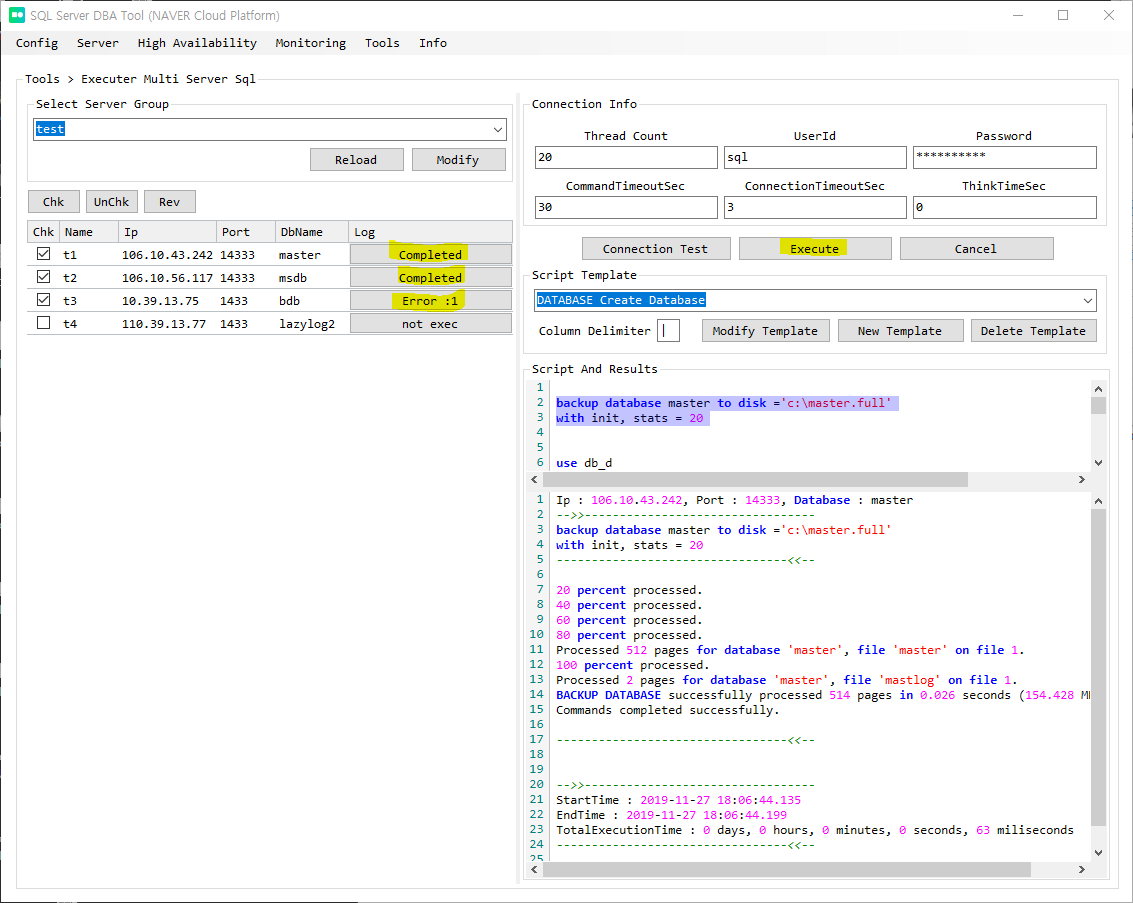 SQL Server DBA Tool (NAVER Cloud Platform)
Config Server High Availability Monitoring Tools Info
Tools > Executer Multi Server Sql
Select Server Group
test
Reload Modify
Chk UnChk Rev
Chk Name Ip Port DbName Log
t1 106.10.43.242 14333 master Completed
t2 106.10.56.117 14333 msdb Completed
t3 10.39.13.75 1433 bdb Error :1
t4 110.39.13.77 1433 lazylog2 not exec
Connection Info
Thread Count UserId Password
20 sql **********
CommandTimeoutSec ConnectionTimeoutSec ThinkTimeSec
30 3 0
Connection Test Execute Cancel
Script Template
DATABASE Create Database
Column Delimiter | Modify Template New Template Delete Template
Script And Results
1
2 backup database master to disk ='c:\master.full'
3 with init, stats = 20
4
5
6 use db_d
1 Ip : 106.10.43.242, Port : 14333, Database : master
2 -->>--------------------------------
3 backup database master to disk ='c:\master.full'
4 with init, stats = 20
5 --------------------------------<<--
6
7 20 percent processed.
8 40 percent processed.
9 60 percent processed.
10 80 percent processed.
11 Processed 512 pages for database 'master', file 'master' on file 1.
12 100 percent processed.
13 Processed 2 pages for database 'master', file 'mastlog' on file 1.
14 BACKUP DATABASE successfully processed 514 pages in 0.026 seconds (154.428 M
15 Commands completed successfully.
16
17 --------------------------------<<--
18
19
20 -->>--------------------------------
21 StartTime : 2019-11-27 18:06:44.135
22 EndTime : 2019-11-27 18:06:44.199
23 TotalExecutionTime : 0 days, 0 hours, 0 minutes, 0 seconds, 63 miliseconds
24 --------------------------------<<--
25